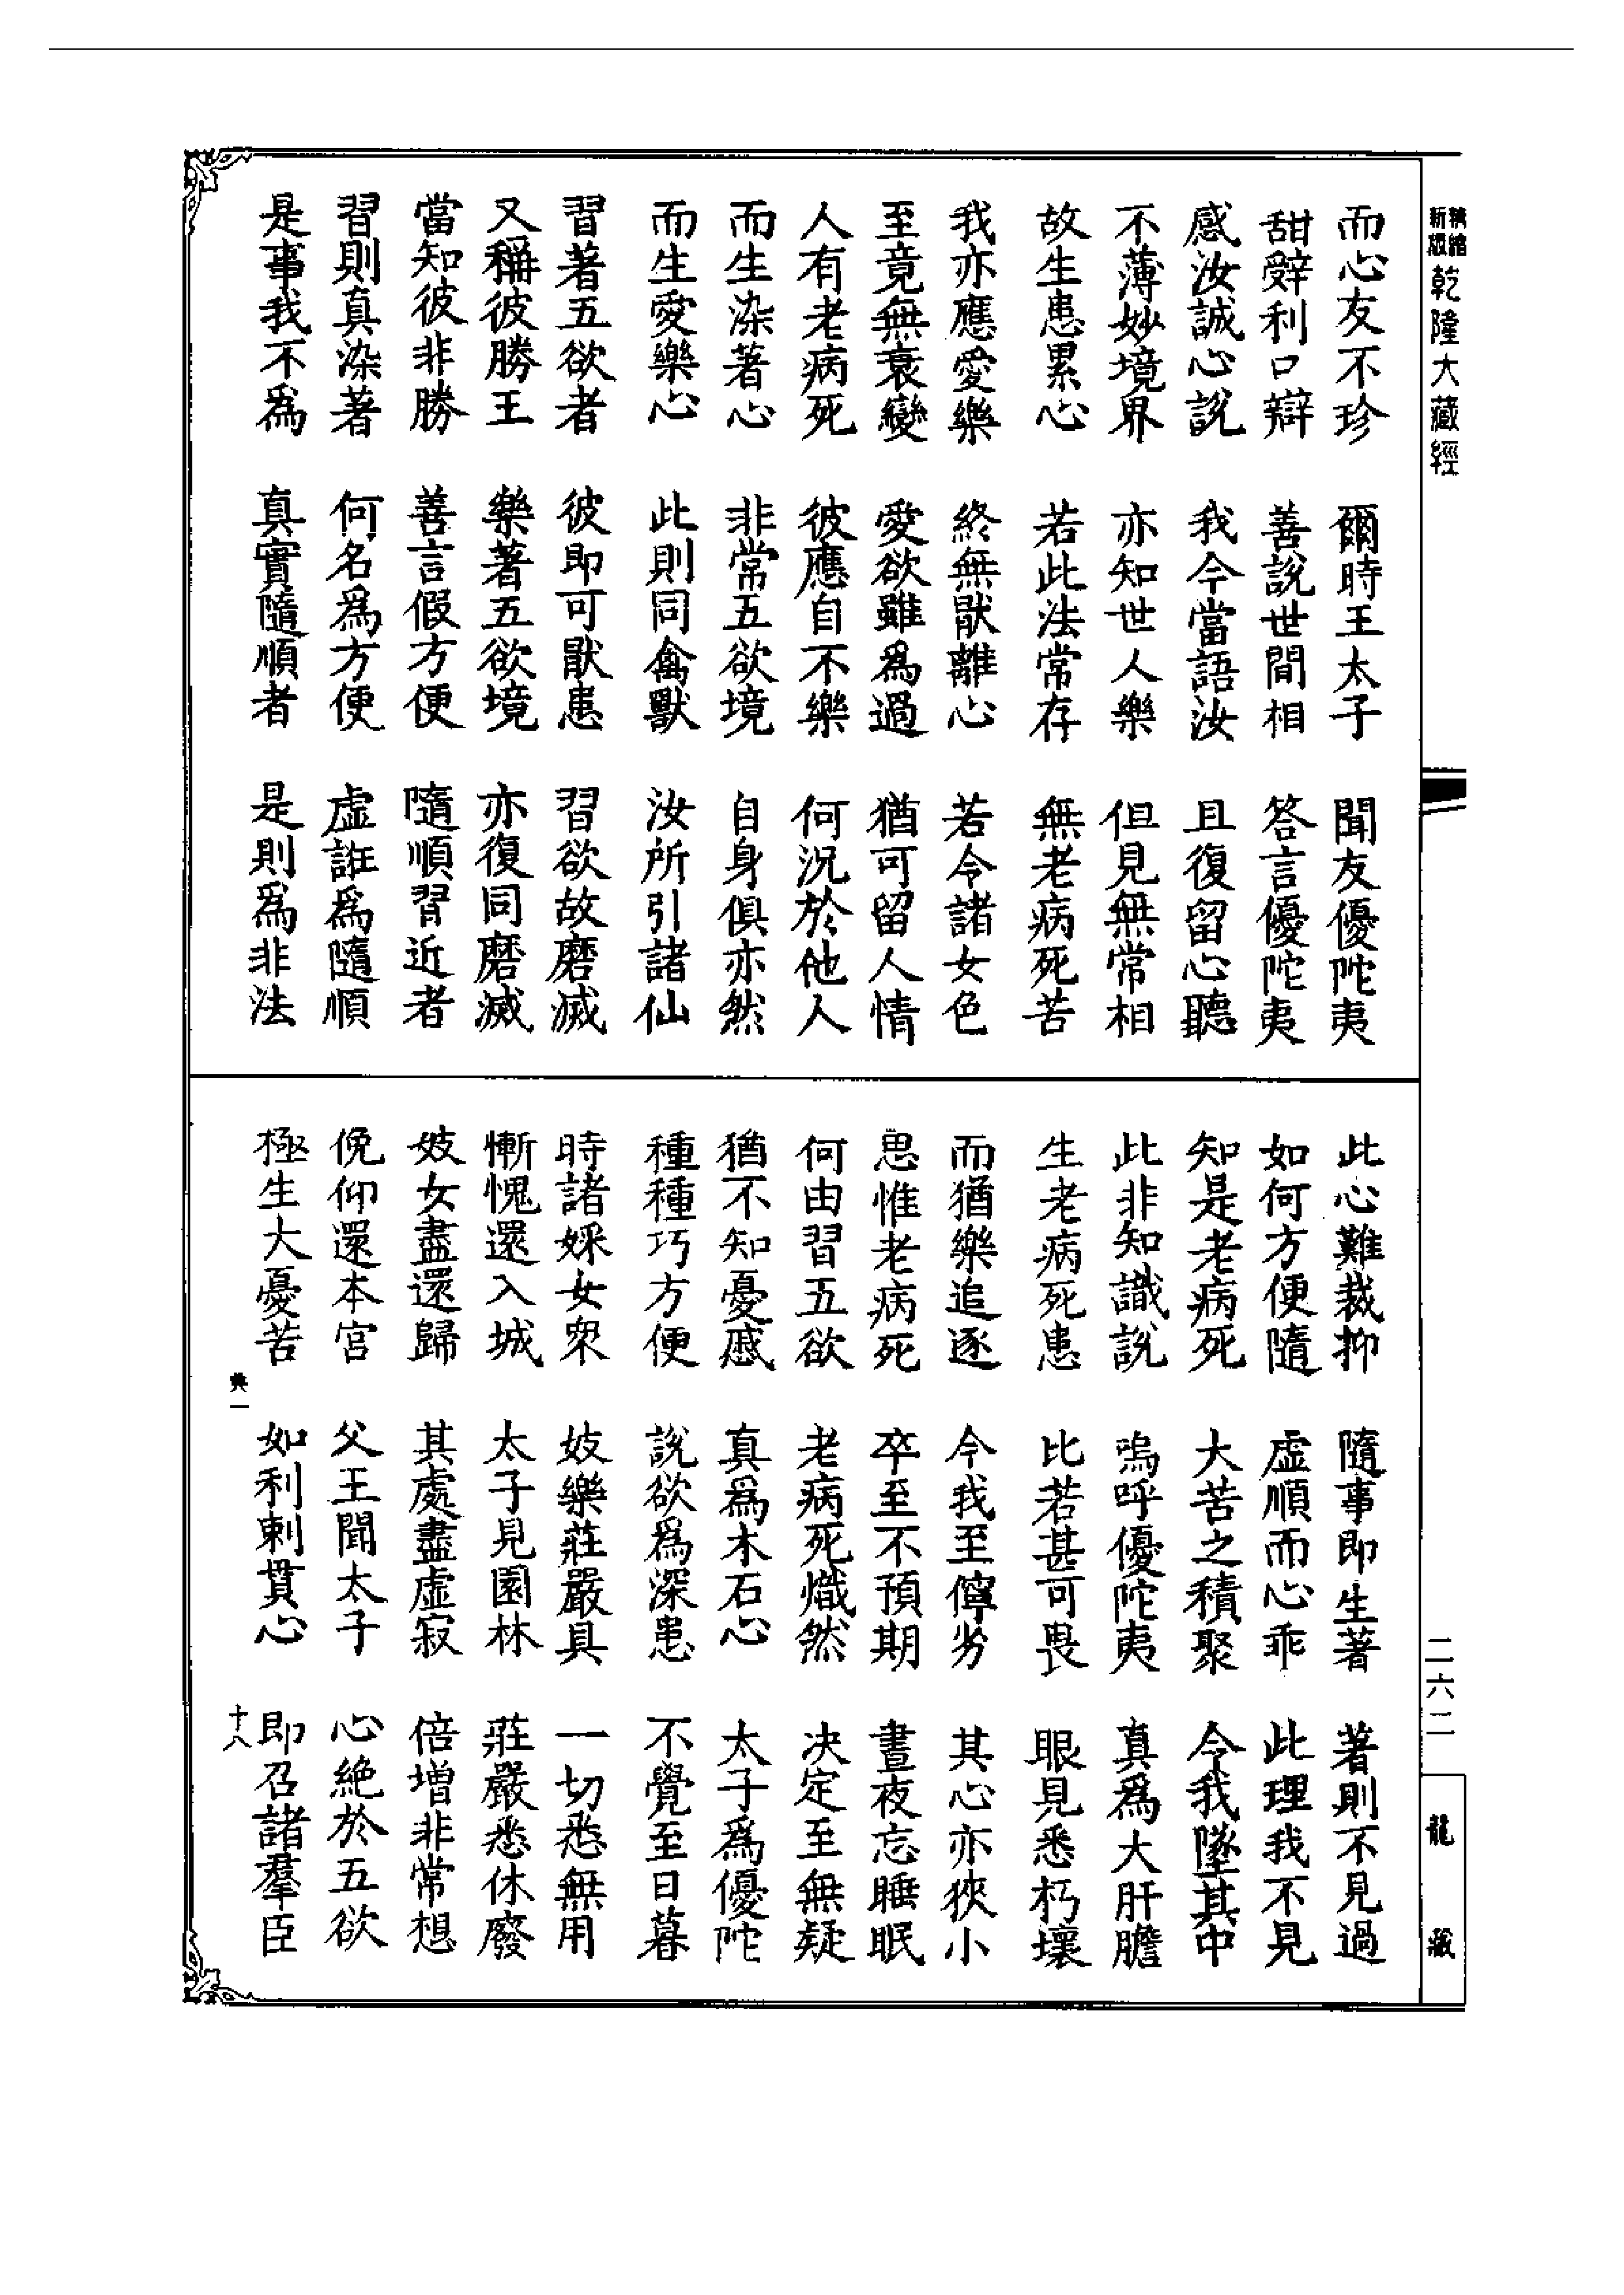 精縮新版乾隆大藏經
而心友不珍　爾時王太子　聞友優陀夷
甜辭利口辯　善說世間相　答言優陀夷
感汝誠心說　我今當語汝　且復留心聽
不薄妙境界　亦知世人樂　但見無常相
故生患累心　若此法常存　無老病死苦
我亦應愛樂　終無猒離心　若令諸女色
至竟無衰變　愛欲雖爲過　猶可留人情
人有老病死　彼應自不樂　何況於他人
而生染著心　非常五欲境　自身俱亦然
而生愛樂心　此則同禽獸　汝所引諸仙
習著五欲者　彼即可猒患　習欲故磨滅
又稱彼勝王　樂著五欲境　亦復同磨滅
當知彼非勝　善言假方便　隨順習近者
習則真染著　何名爲方便　虛誑爲隨順
是事我不爲　真實隨順者　是則爲非法
此心難裁抑　隨事即生著　著則不見過
如何方便隨　虛順而心乖　此理我不見
知是老病死　大苦之積聚　令我墜其中
此非知識說　嗚呼優陀夷　真爲大肝膽
生老病死患　比若甚可畏　眼見悉朽壞
而猶樂追逐　今我至儜劣　其心亦狹小
思惟老病死　卒至不預期　晝夜忘睡眠
何由習五欲　老病死熾然　決定至無疑
猶不知憂慼　真爲木石心　太子爲優陀
種種巧方便　說欲爲深患　不覺至日暮
時諸婇女衆　妓樂莊嚴具　一切悉無用
慚愧還入城　太子見園林　莊嚴悉休廢
妓女盡還歸　其處盡虛寂　倍增非常想
俛仰還本宮　父王聞太子　心絶於五欲
極生大憂苦　如利刺貫心　即召諸羣臣
典一　十八
二六二
龍藏